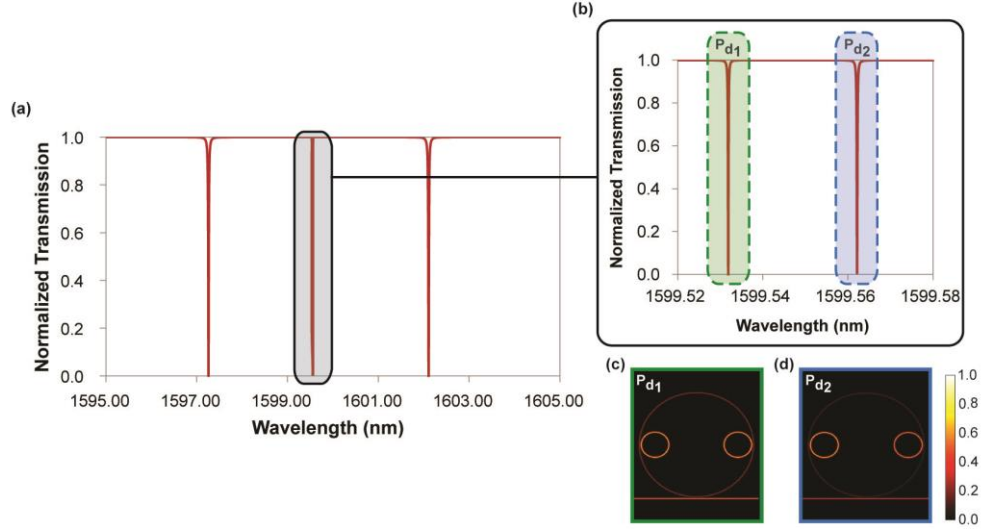 (a)
Normalized Transmission
1.0
0.8
0.6
0.4
0.2
0.0
1595.00 1597.00 1599.00 1601.00 1603.00 1605.00
Wavelength (nm)
(b)
Pd1 Pd2
Normalized Transmission
1.0
0.8
0.6
0.4
0.2
0.0
1599.52 1599.54 1599.56 1599.58
Wavelength (nm)
(c)
Pd1
(d)
Pd2
1.0
0.8
0.6
0.4
0.2
0.0